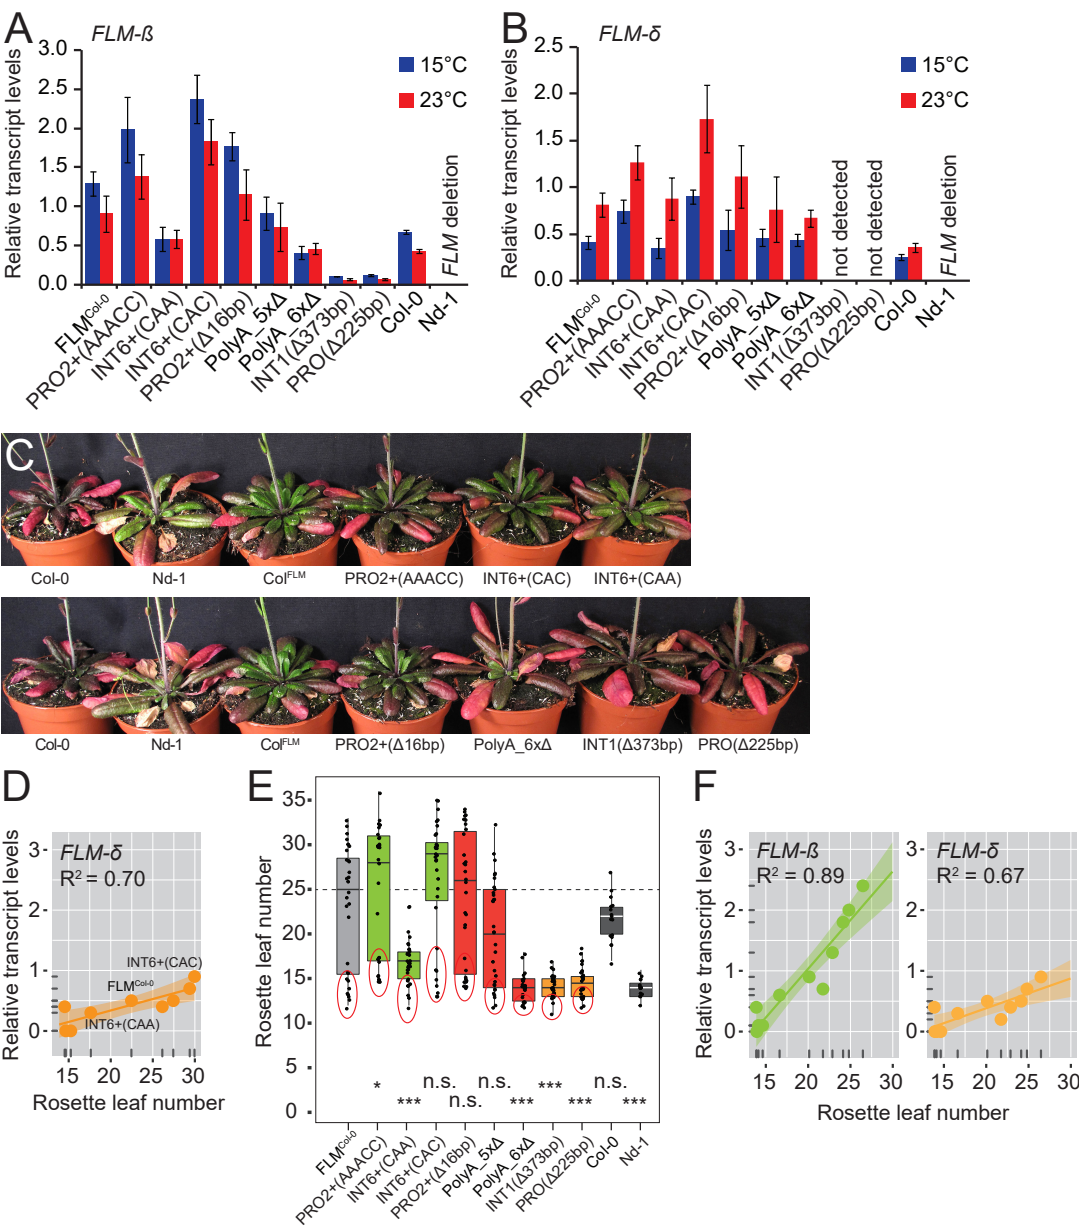 A
FLM-ß
Relative transcript levels
3.0
2.5
2.0
1.5
1.0
0.5
0.0
15°C
23°C
FLM deletion
FLMCol-0
PRO2+(AAACC)
INT6+(CAA)
INT6+(CAC)
PRO2+(Δ16bp)
PolyA_5xΔ
PolyA_6xΔ
INT1(Δ373bp)
PRO(Δ225bp)
Col-0
Nd-1
B
FLM-δ
Relative transcript levels
2.5
2.0
1.5
1.0
0.5
0.0
15°C
23°C
not detected
not detected
FLM deletion
FLMCol-0
PRO2+(AAACC)
INT6+(CAA)
INT6+(CAC)
PRO2+(Δ16bp)
PolyA_5xΔ
PolyA_6xΔ
INT1(Δ373bp)
PRO(Δ225bp)
Col-0
Nd-1
C
Col-0 Nd-1 ColFLM PRO2+(AAACC) INT6+(CAC) INT6+(CAA)
Col-0 Nd-1 ColFLM PRO2+(Δ16bp) PolyA_6xΔ INT1(Δ373bp) PRO(Δ225bp)
D
Relative transcript levels
FLM-δ
R2 = 0.70
3
2
1
0
INT6+(CAC)
FLMCol-0
INT6+(CAA)
15 20 25 30
Rosette leaf number
E
Rosette leaf number
35
30
25
20
15
10
5
0
* n.s. n.s. *** n.s.
*** n.s. *** *** ***
FLMCol-0
PRO2+(AAACC)
INT6+(CAA)
INT6+(CAC)
PRO2+(Δ16bp)
PolyA_5xΔ
PolyA_6xΔ
INT1(Δ373bp)
PRO(Δ225bp)
Col-0
Nd-1
F
Relative transcript levels
FLM-ß
R2 = 0.89
3
2
1
0
15 20 25 30
FLM-δ
R2 = 0.67
3
2
1
0
15 20 25 30
Rosette leaf number